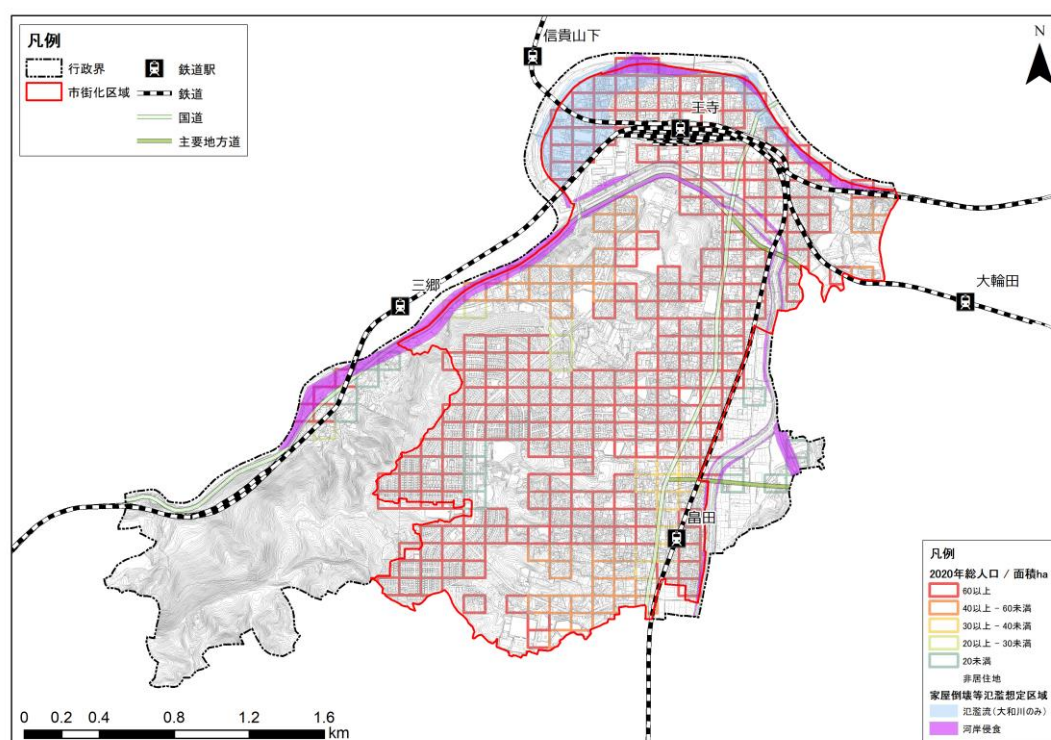 凡例
行政界
市街化区域
鉄道駅
鉄道
国道
主要地方道
N
信貴山下
王寺
三郷
大輪田
畠田
凡例
2020年総人口 / 面積ha
60以上
40以上 - 60未満
30以上 - 40未満
20以上 - 30未満
20未満
非居住地
家屋倒壊等氾濫想定区域
氾濫流(大和川のみ)
河岸侵食
0 0.2 0.4 0.8 1.2 1.6
km